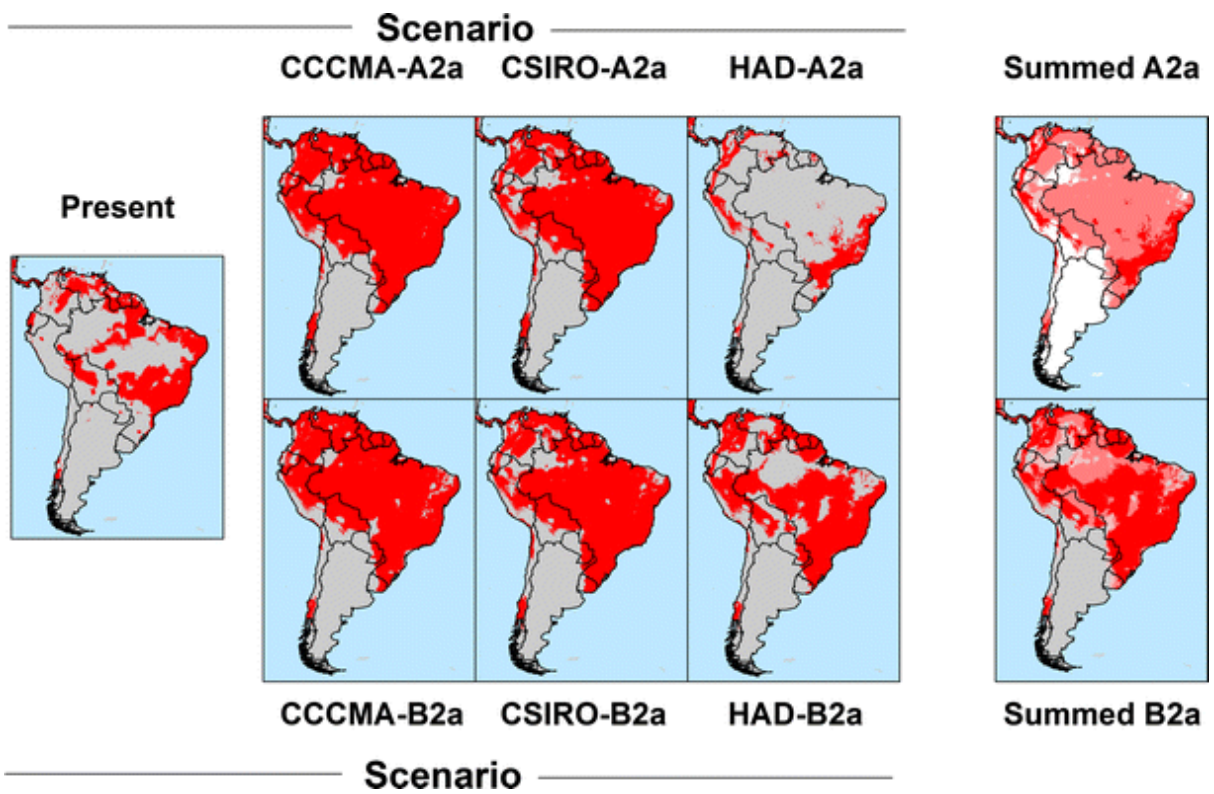 Scenario
CCCMA-A2a CSIRO-A2a HAD-A2a Summed A2a
Present
CCCMA-B2a CSIRO-B2a HAD-B2a Summed B2a
Scenario